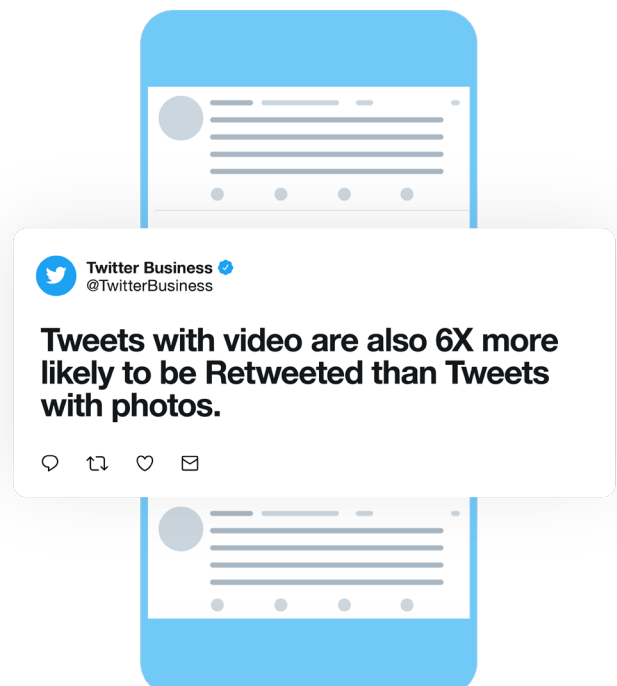 Twitter Business
@TwitterBusiness
Tweets with video are also 6X more
likely to be Retweeted than Tweets
with photos.